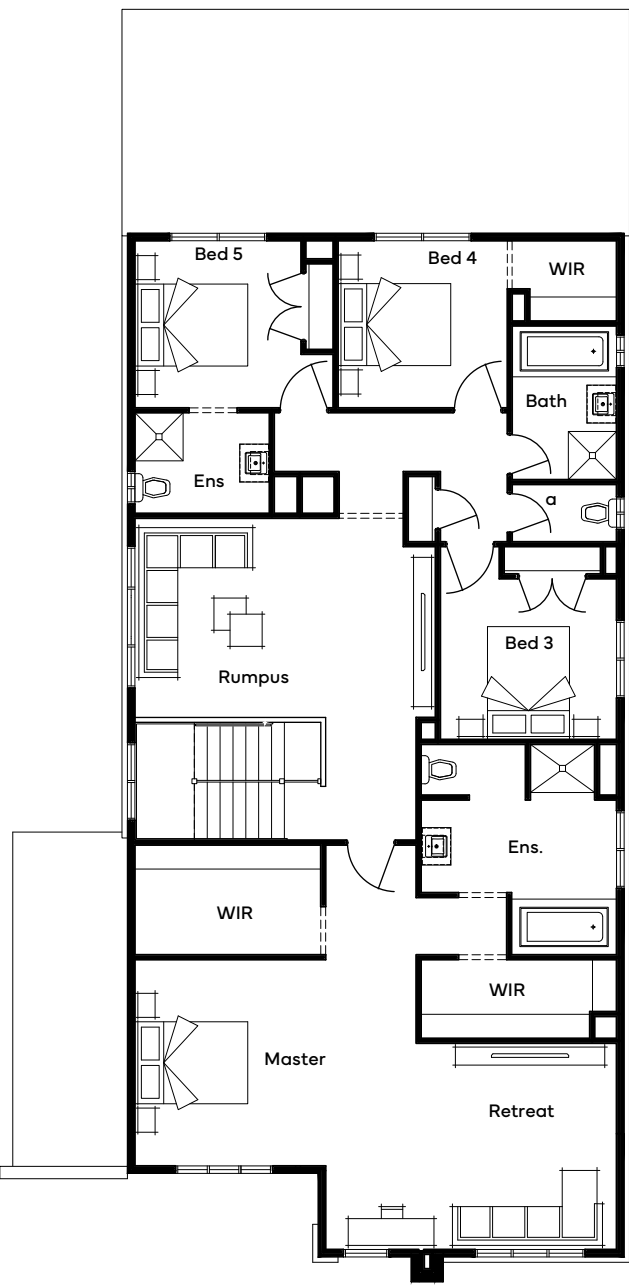 Bed 5
Bed 4
WIR
Bath
Ens
a
Bed 3
Rumpus
Ens.
WIR
WIR
Master
Retreat